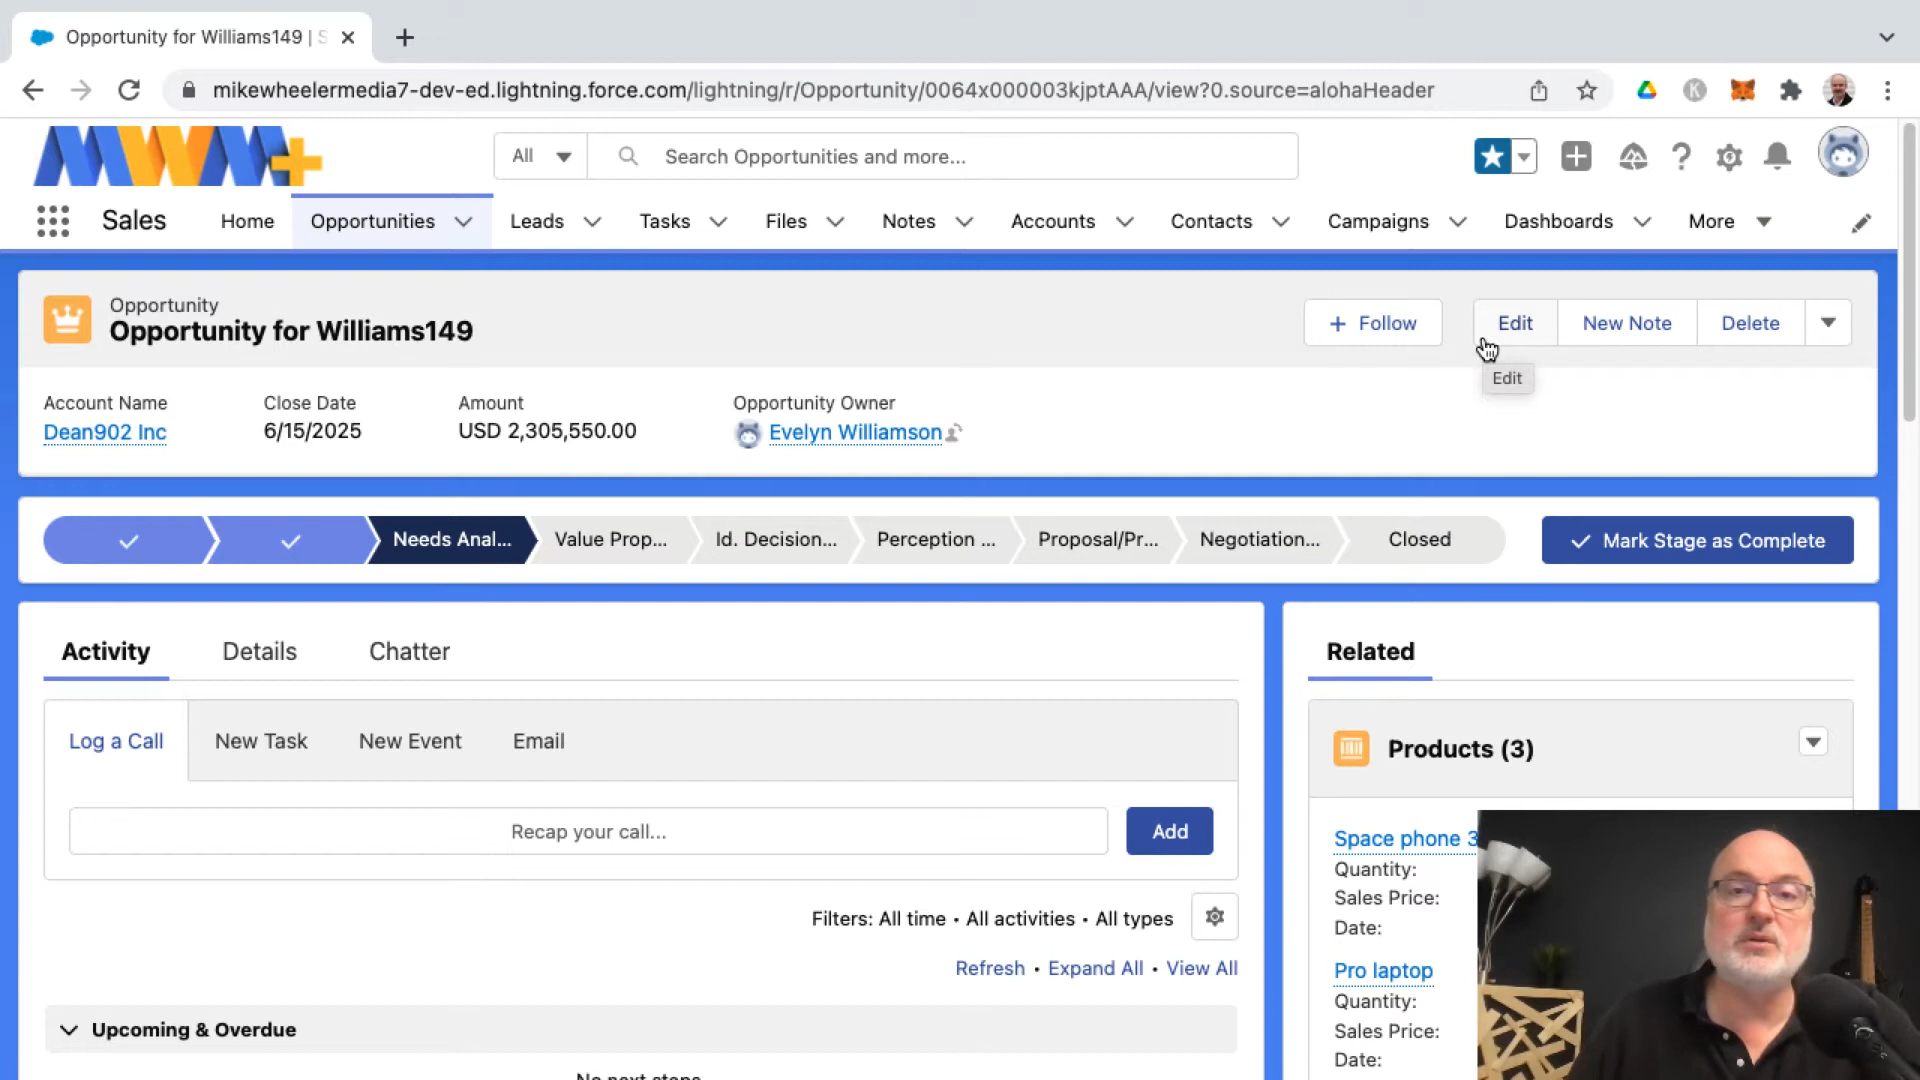 Opportunity for Williams149 | S
mikewheelermedia7-dev-ed.lightning.force.com/lightning/r/Opportunity/0064x000003kjptAAA/view?0.source=alohaHeader
MWM+
All
Search Opportunities and more...
Sales
Home
Opportunities
Leads
Tasks
Files
Notes
Accounts
Contacts
Campaigns
Dashboards
More
Opportunity
Opportunity for Williams149
+ Follow
Edit
New Note
Delete
Edit
Account Name
Close Date
Amount
Opportunity Owner
Dean902 Inc
6/15/2025
USD 2,305,550.00
Evelyn Williamson
Needs Anal...
Value Prop...
Id. Decision...
Perception ...
Proposal/Pr...
Negotiation...
Closed
Mark Stage as Complete
Activity
Details
Chatter
Log a Call
New Task
New Event
Email
Recap your call...
Add
Filters: All time • All activities • All types
Refresh • Expand All • View All
Upcoming & Overdue
No next steps
Related
Products (3)
Space phone 3
Quantity:
Sales Price:
Date:
Pro laptop
Quantity:
Sales Price:
Date: